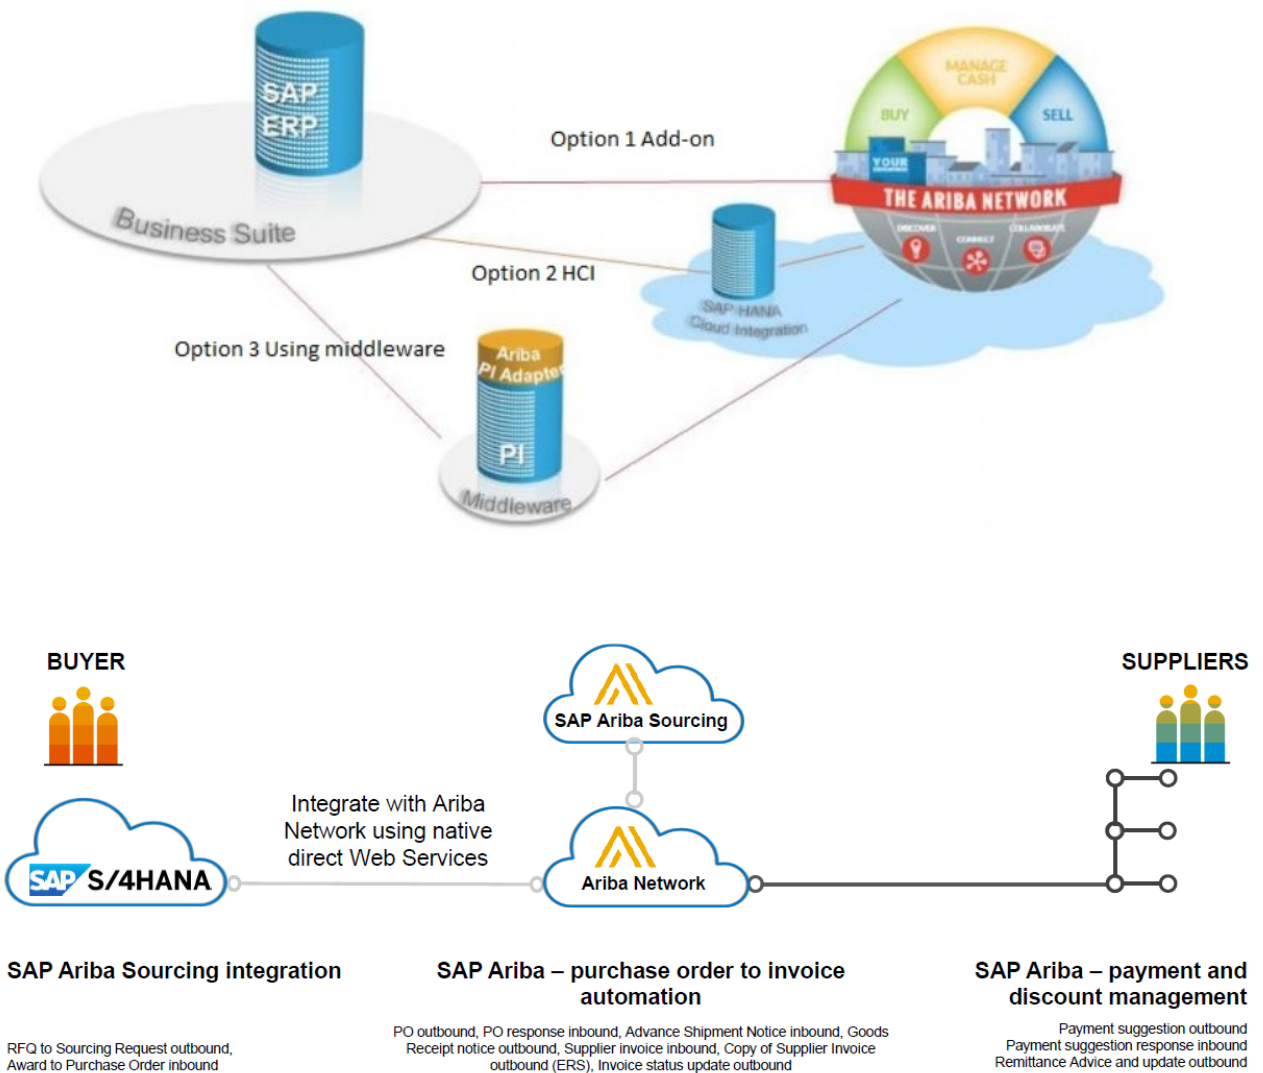 SAP
ERP
Business Suite
Option 1 Add-on
MANAGE
CASH
BUY
SELL
YOUR
THE ARIBA NETWORK
DISCOVER
CONNECT
COLLABORATE
Option 2 HCI
SAP HANA
Cloud Integration
Option 3 Using middleware
Ariba
PI Adapter
PI
Middleware
BUYER
SUPPLIERS
SAP Ariba Sourcing
Integrate with Ariba
Network using native
direct Web Services
SAP S/4HANA
Ariba Network
SAP Ariba Sourcing integration
RFQ to Sourcing Request outbound,
Award to Purchase Order inbound
SAP Ariba – purchase order to invoice
automation
PO outbound, PO response inbound, Advance Shipment Notice inbound, Goods
Receipt notice outbound, Supplier invoice inbound, Copy of Supplier Invoice
outbound (ERS), Invoice status update outbound
SAP Ariba – payment and
discount management
Payment suggestion outbound
Payment suggestion response inbound
Remittance Advice and update outbound